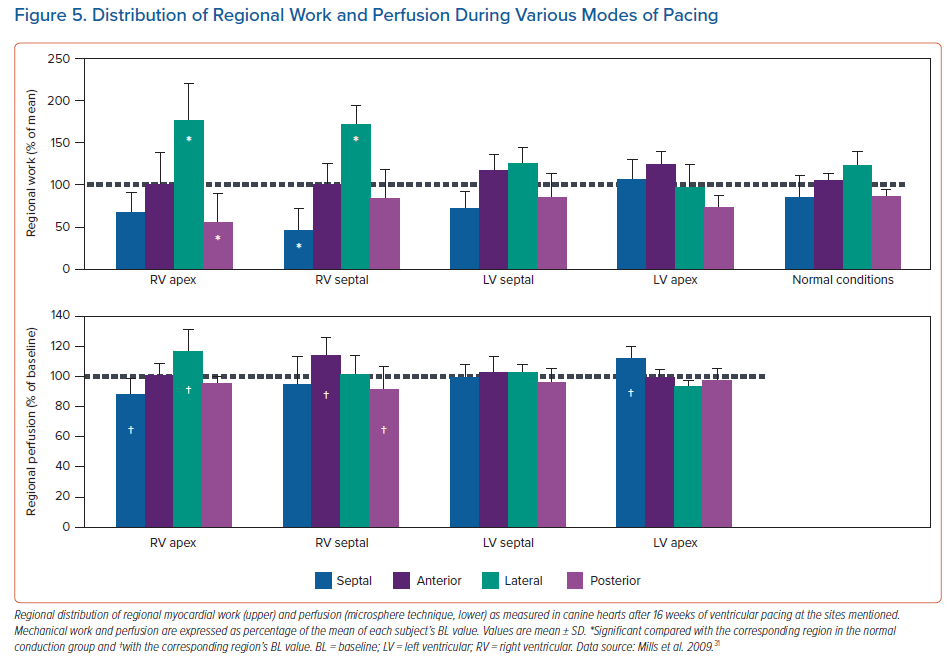 Figure 5. Distribution of Regional Work and Perfusion During Various Modes of Pacing
Regional work (% of mean)
250
200
150
100
50
0
*
*
*
*
RV apex
RV septal
LV septal
LV apex
Normal conditions
Regional perfusion (% of baseline)
140
120
100
80
60
40
20
0
†
†
†
†
†
RV apex
RV septal
LV septal
LV apex
Septal
Anterior
Lateral
Posterior
Regional distribution of regional myocardial work (upper) and perfusion (microsphere technique, lower) as measured in canine hearts after 16 weeks of ventricular pacing at the sites mentioned.
Mechanical work and perfusion are expressed as percentage of the mean of each subject's BL value. Values are mean ± SD. *Significant compared with the corresponding region in the normal
conduction group and †with the corresponding region's BL value. BL = baseline; LV = left ventricular; RV = right ventricular. Data source: Mills et al. 2009.31